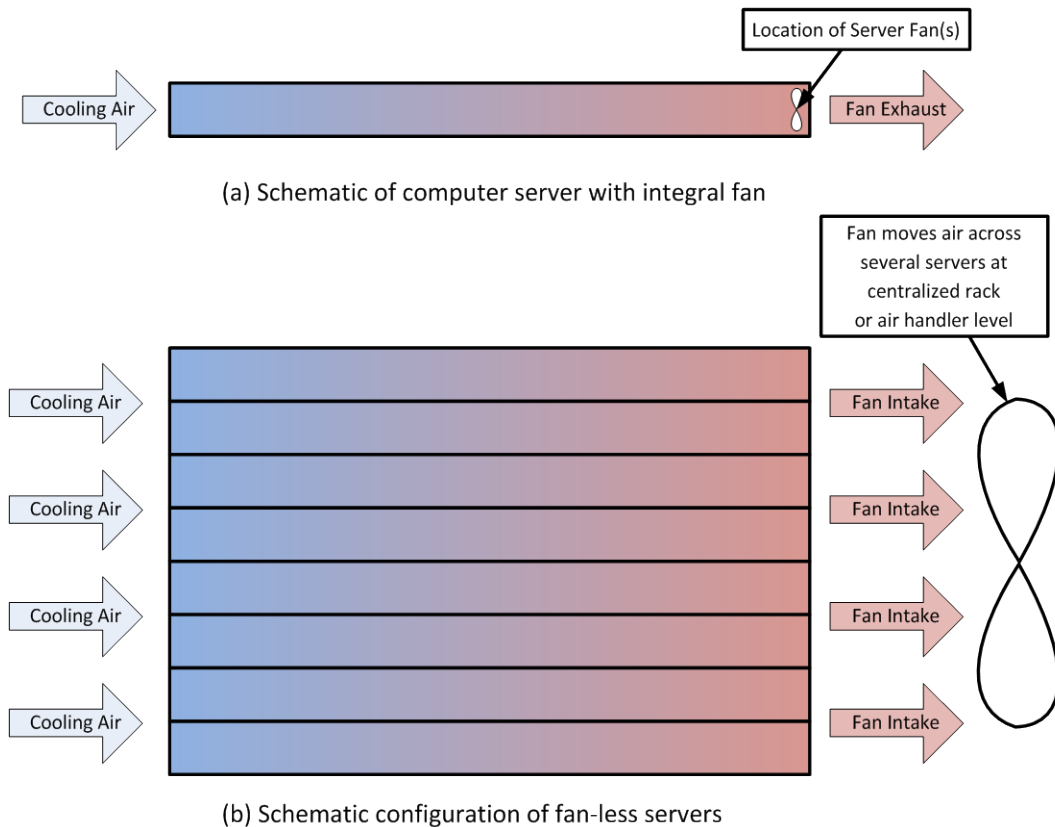 Location of Server Fan(s)
Cooling Air
Fan Exhaust
(a) Schematic of computer server with integral fan
Fan moves air across
several servers at
centralized rack
or air handler level
Cooling Air
Fan Intake
Cooling Air
Fan Intake
Cooling Air
Fan Intake
Cooling Air
Fan Intake
(b) Schematic configuration of fan-less servers